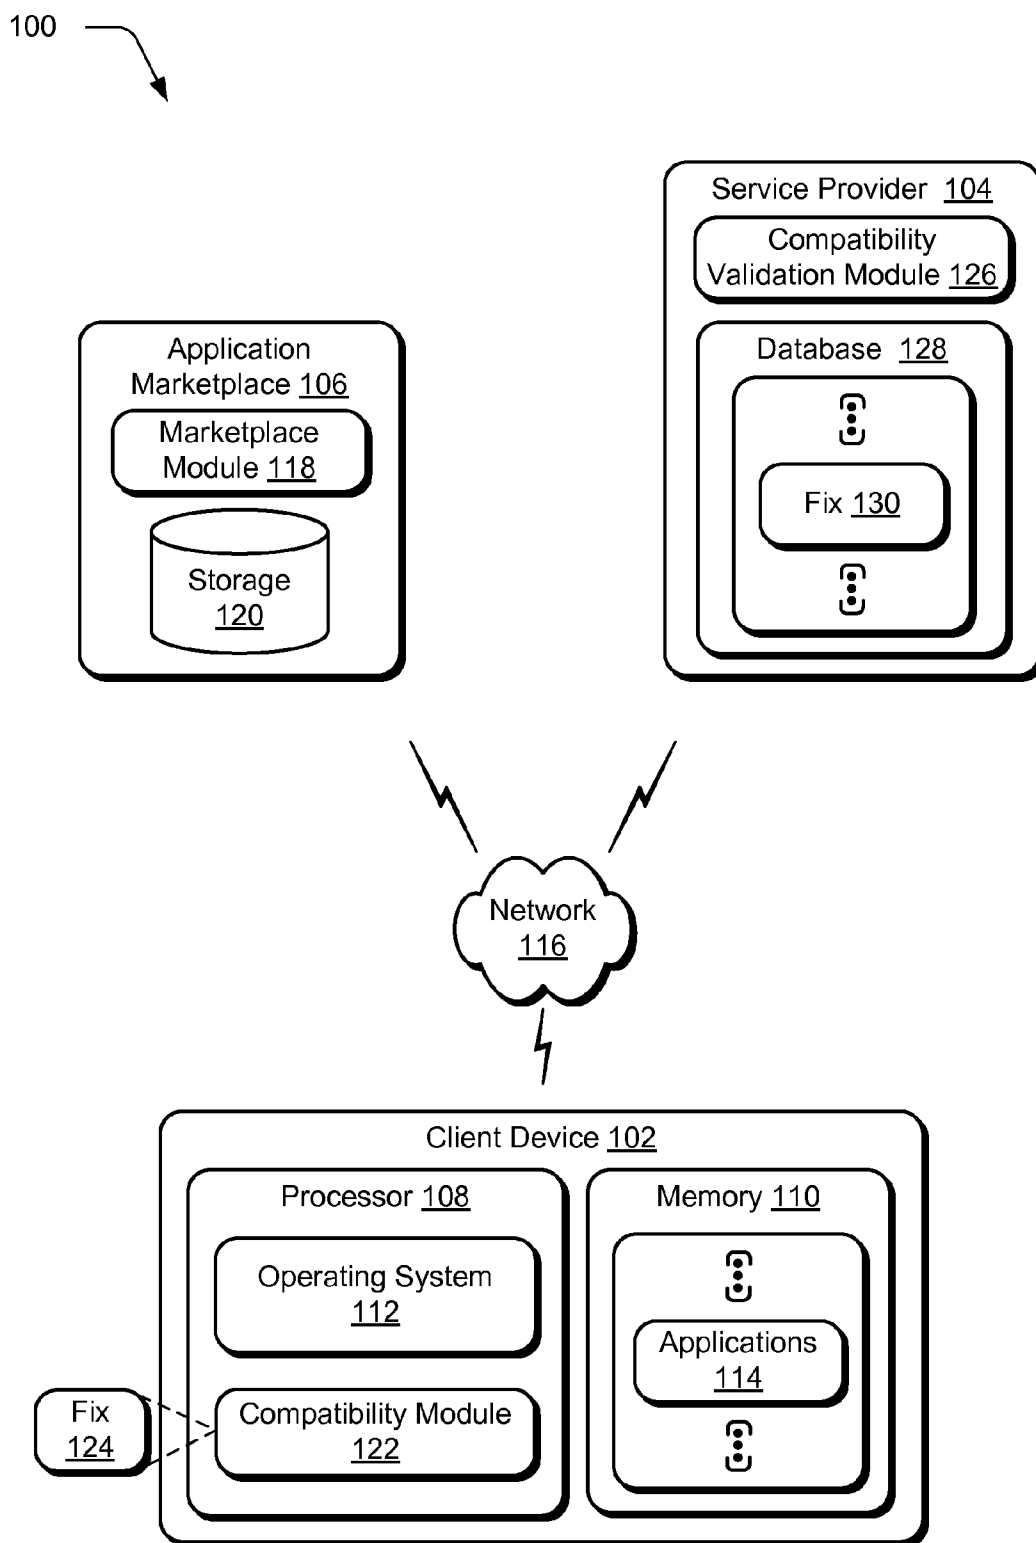 100
Service Provider 104
Compatibility
Validation Module 126
Database 128
Fix 130
Application
Marketplace 106
Marketplace
Module 118
Storage
120
Network
116
Client Device 102
Processor 108
Operating System
112
Compatibility Module
122
Fix
124
Memory 110
Applications
114